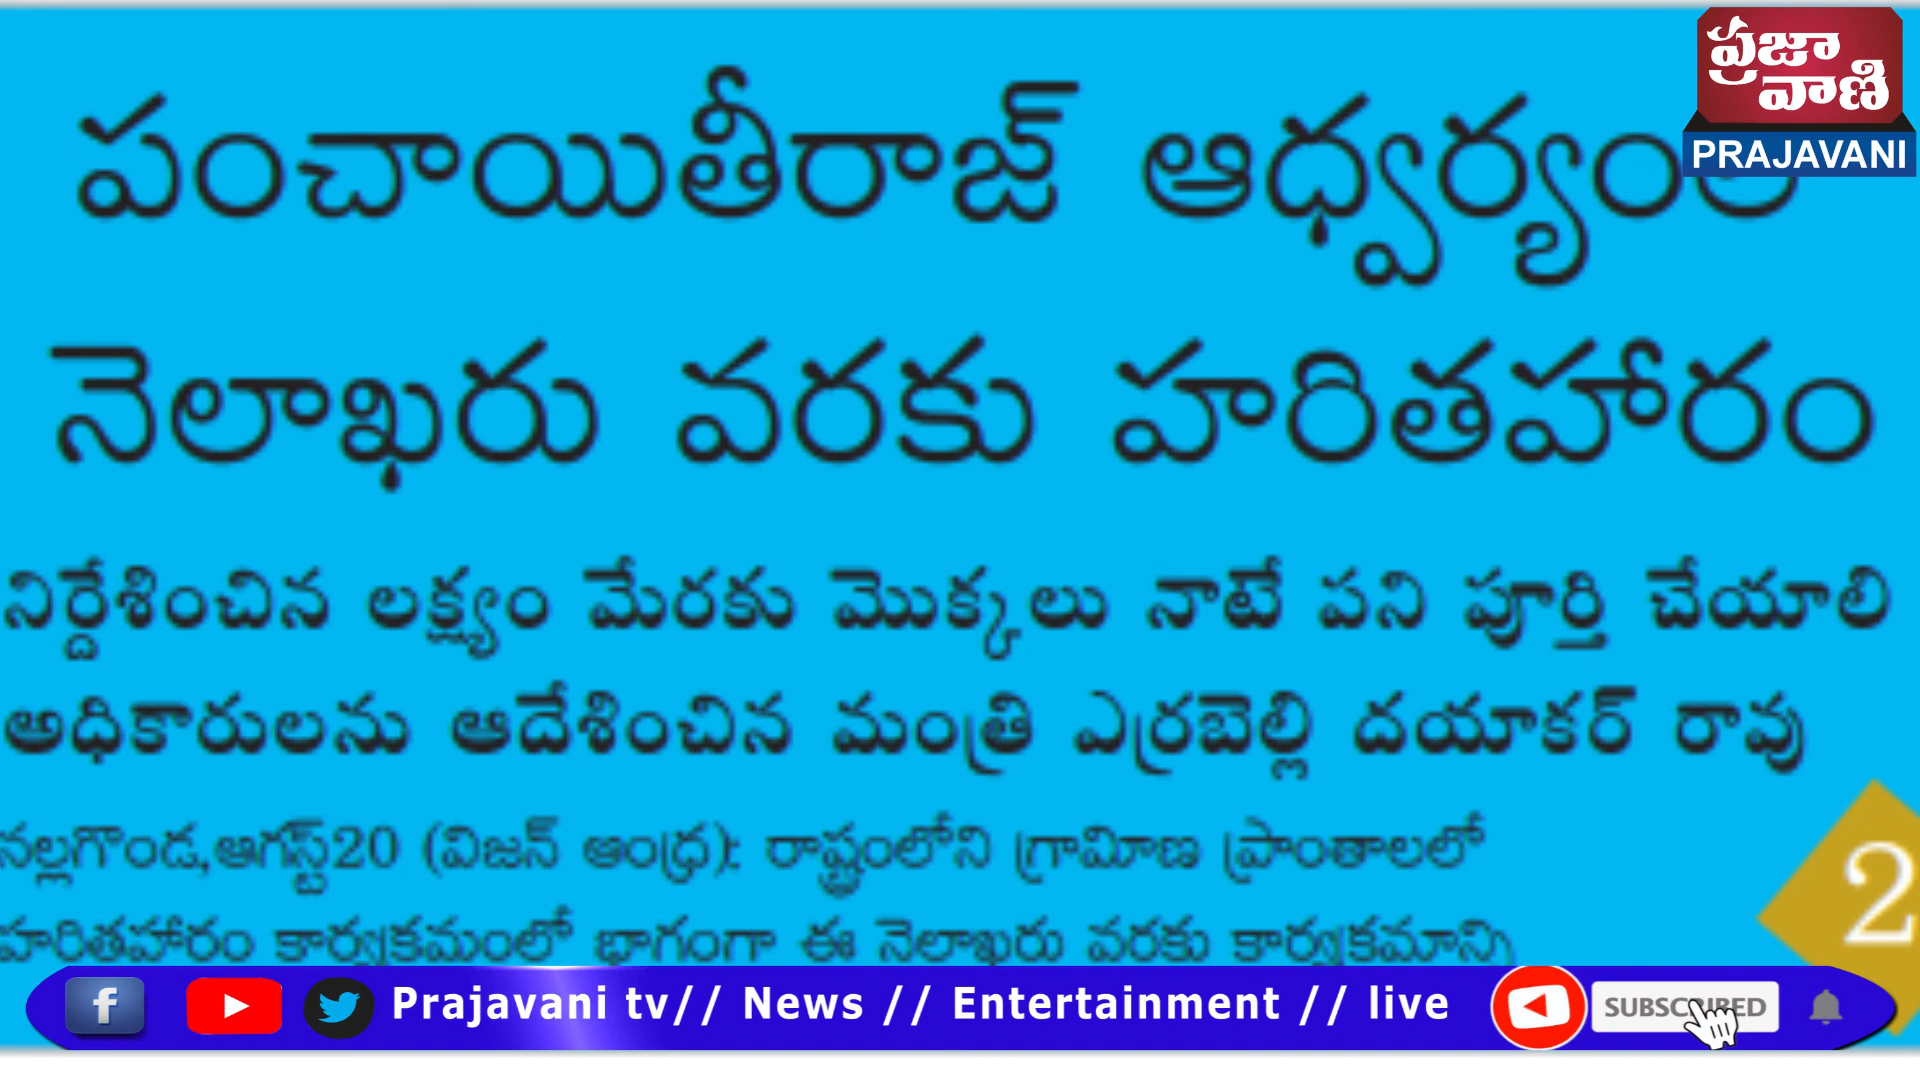 ప్రజా
వాణి
PRAJAVANI
పంచాయితీరాజ్ ఆధ్వర్యం
నెలాఖరు వరకు హరితహారం
నిర్దేశించిన లక్ష్యం మేరకు మొక్కలు నాటే పని పూర్తి చేయాలి
అధికారులను ఆదేశించిన మంత్రి ఎర్రబెల్లి దయాకర్ రావు
నల్లగొండ,ఆగస్ట్20 (విజన్ ఆంధ్ర): రాష్ట్రంలోని గ్రామీణ ప్రాంతాలలో
హరితహారం కార్యక్రమంలో భాగంగా ఈ నెలాఖరు వరకు కార్యక్రమాన్ని
2
Prajavani tv// News // Entertainment // live
SUBSCRIBED